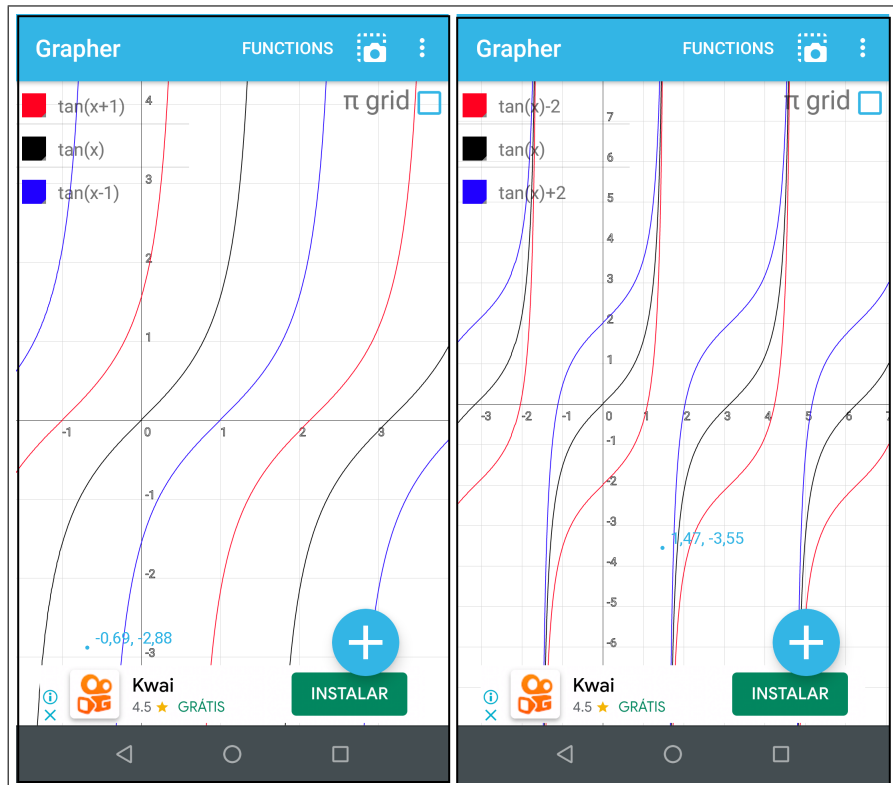 Grapher FUNCTIONS
tan(x+1)
π grid
tan(x)
tan(x-1)
4
3
2
1
-1 0 1 2 3
-1
-2
-3
-0,69, -2,88
Kwai
4.5 ★ GRÁTIS
INSTALAR
Grapher FUNCTIONS
tan(x)-2
π grid
tan(x)
tan(x)+2
7
6
5
4
3
2
1
-3 -2 -1 0 1 2 3 4 5 6 7
-1
-2
-3
-4
-5
-6
1,47, -3,55
Kwai
4.5 ★ GRÁTIS
INSTALAR